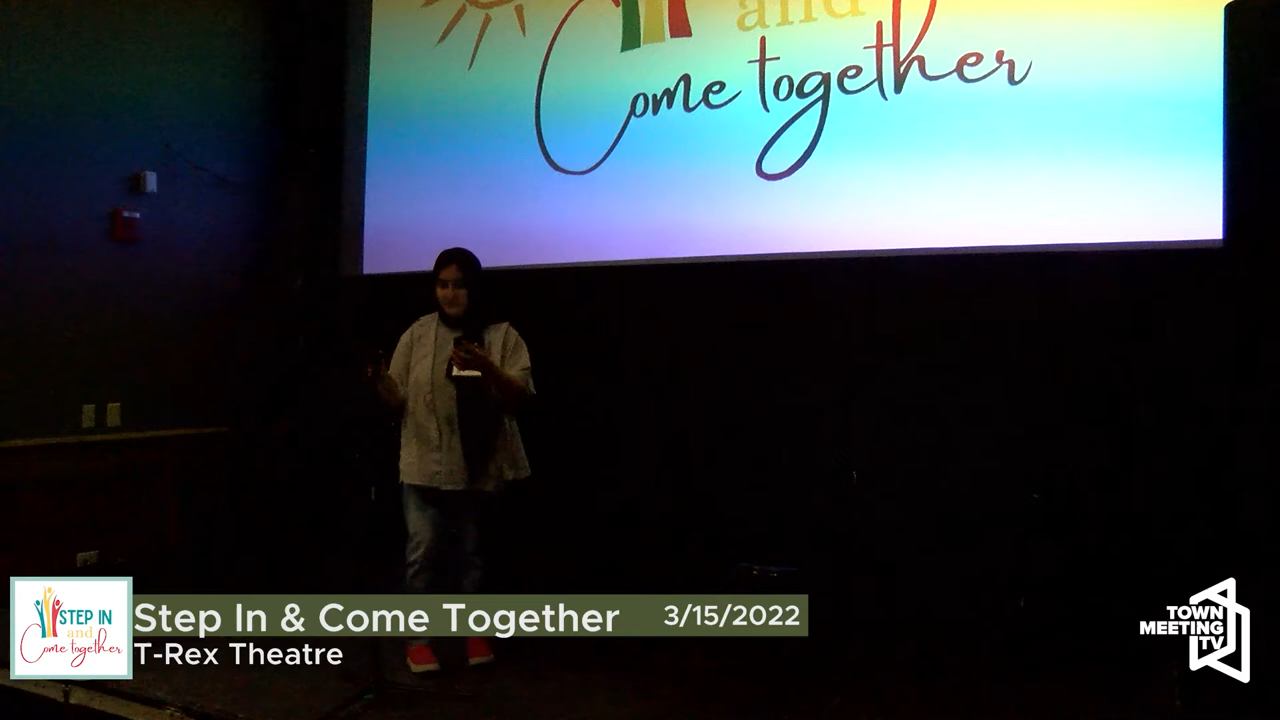 and
Come together
STEP IN
and
Come together
Step In & Come Together
3/15/2022
T-Rex Theatre
TOWN
MEETING
TV